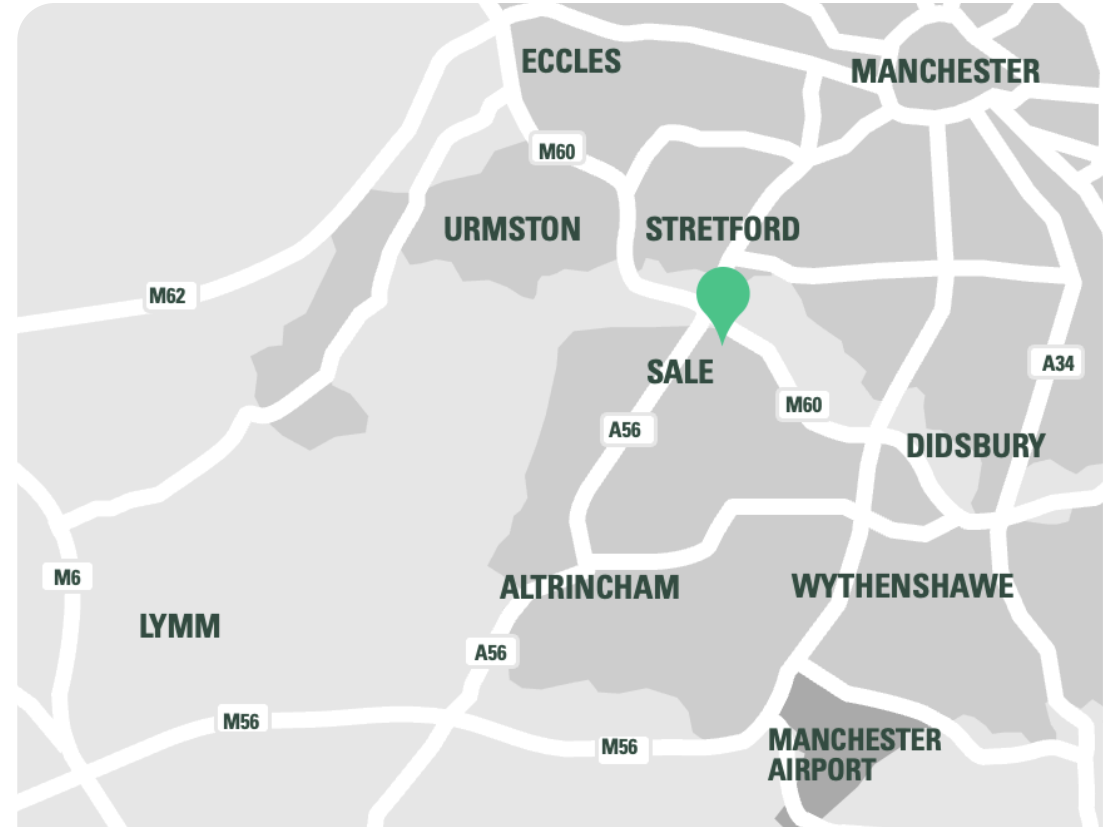 ECCLES
MANCHESTER
M60
URMSTON
STRETFORD
M62
A34
SALE
M60
A56
DIDSBURY
M6
ALTRINCHAM
WYTHENSHAWE
LYMM
A56
M56
M56
MANCHESTER
AIRPORT